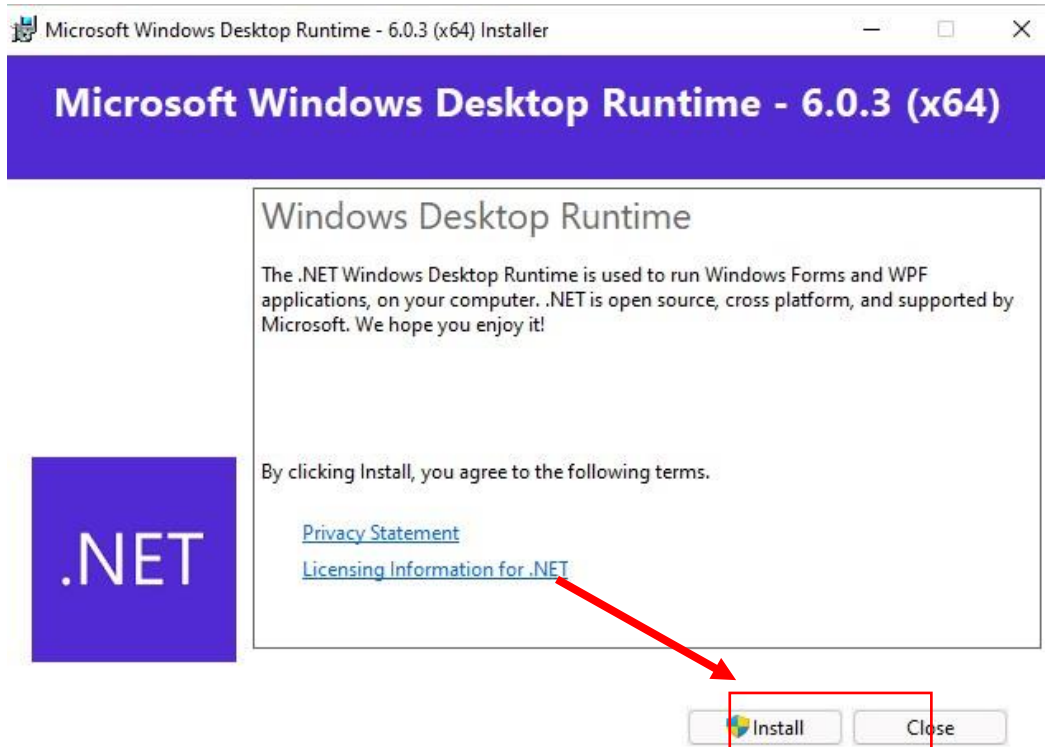 Microsoft Windows Desktop Runtime - 6.0.3 (x64) Installer
Microsoft Windows Desktop Runtime - 6.0.3 (x64)
Windows Desktop Runtime
The .NET Windows Desktop Runtime is used to run Windows Forms and WPF
applications, on your computer. .NET is open source, cross platform, and supported by
Microsoft. We hope you enjoy it!
By clicking Install, you agree to the following terms.
.NET
Privacy Statement
Licensing Information for .NET
Install
Close